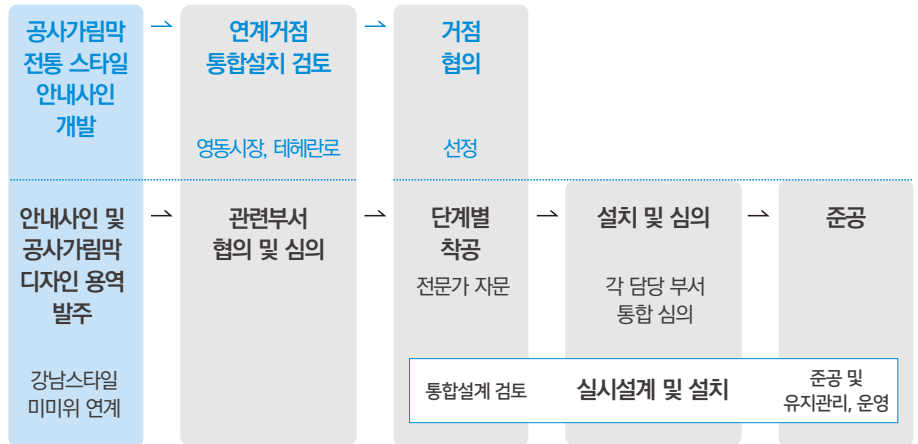 공사가림막
전통 스타일
안내사인
개발
→
연계거점
통합설치 검토
영동시장, 테헤란로
→
거점
협의
선정
안내사인 및
공사가림막
디자인 용역
발주
강남스타일
미미위 연계
→
관련부서
협의 및 심의
→
단계별
착공
전문가 자문
→
설치 및 심의
각 담당 부서
통합 심의
→
준공
통합설계 검토
실시설계 및 설치
준공 및
유지관리, 운영